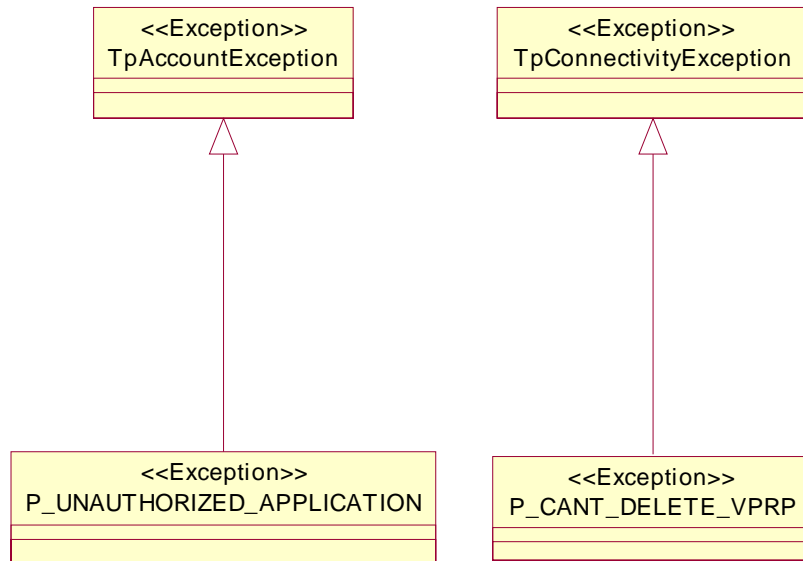 <<Exception>>
TpAccountException
<<Exception>>
TpConnectivityException
<<Exception>>
P_UNAUTHORIZED_APPLICATION
<<Exception>>
P_CANT_DELETE_VPRP